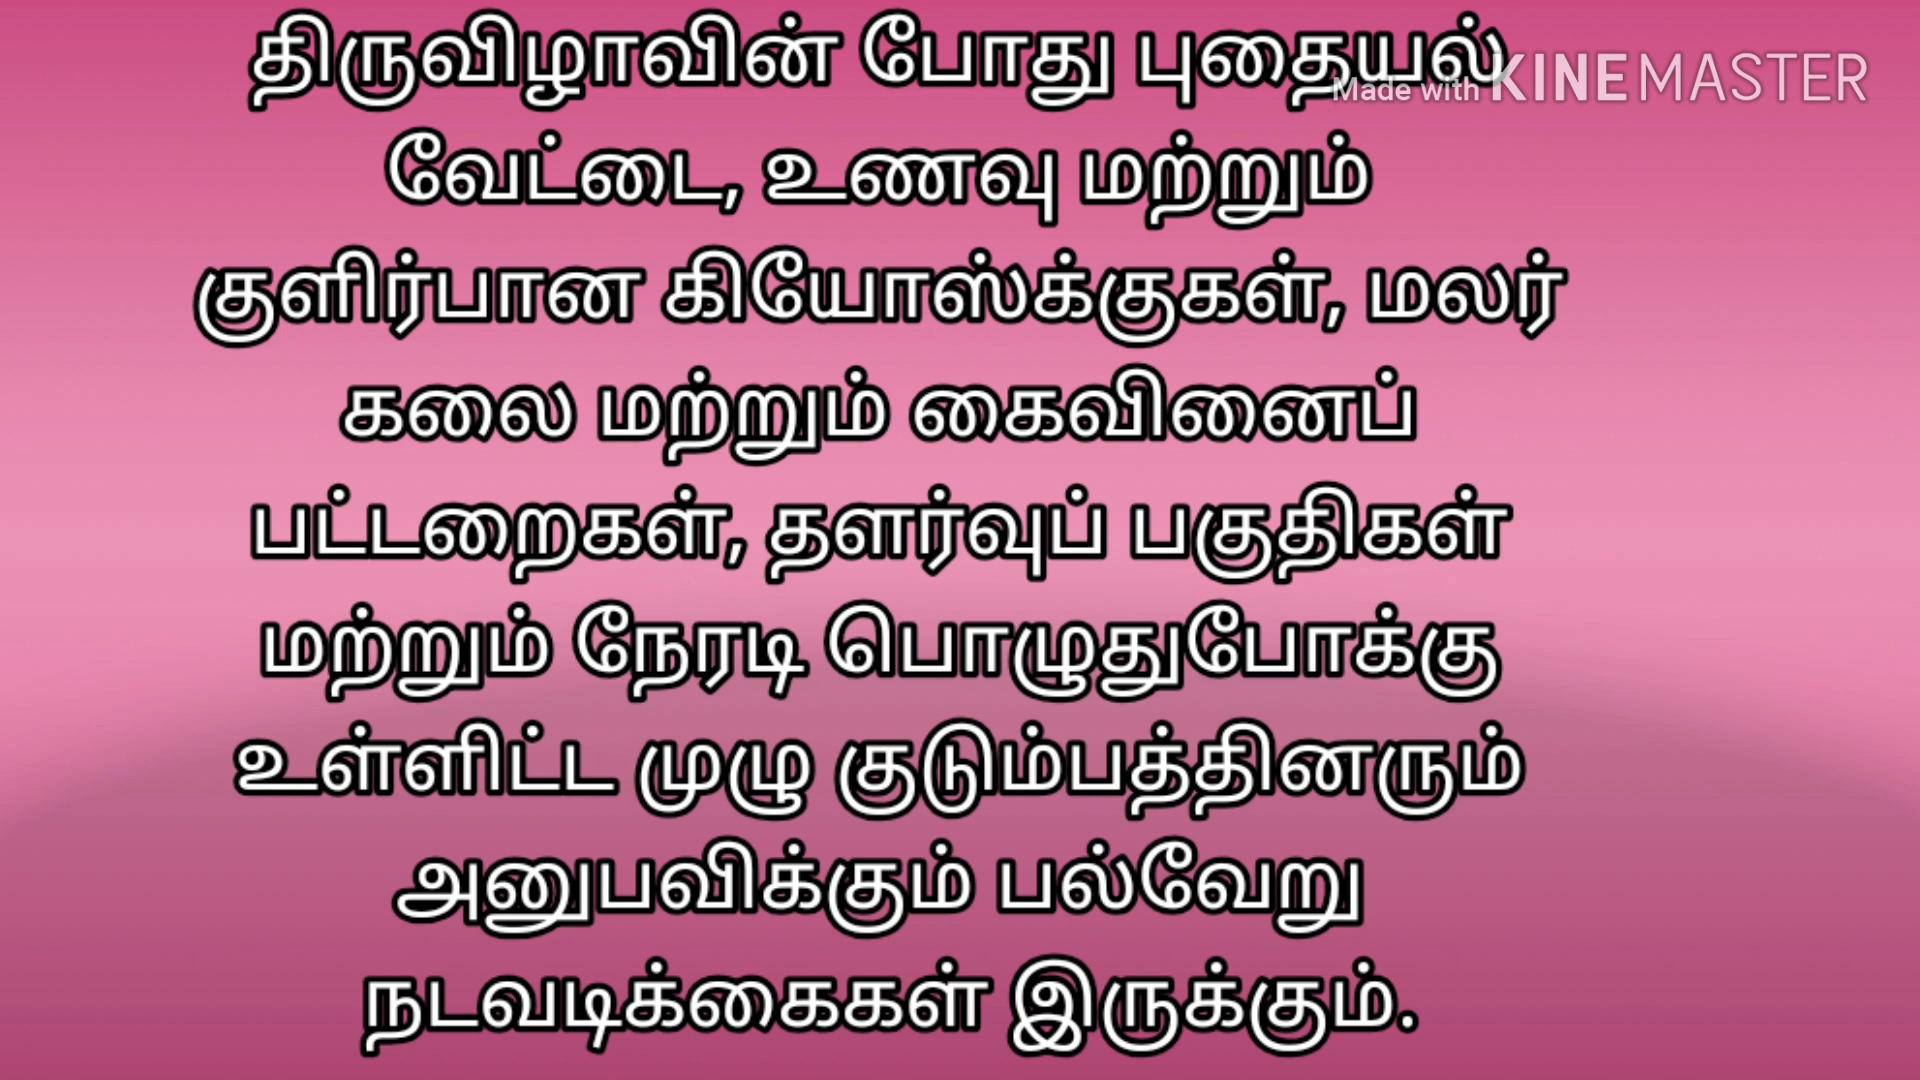 திருவிழாவின் போது புதையல்
Made with KINEMASTER
வேட்டை, உணவு மற்றும்
குளிர்பான கியோஸ்க்குகள், மலர்
கலை மற்றும் கைவினைப்
பட்டறைகள், தளர்வுப் பகுதிகள்
மற்றும் நேரடி பொழுதுபோக்கு
உள்ளிட்ட முழு குடும்பத்தினரும்
அனுபவிக்கும் பல்வேறு
நடவடிக்கைகள் இருக்கும்.